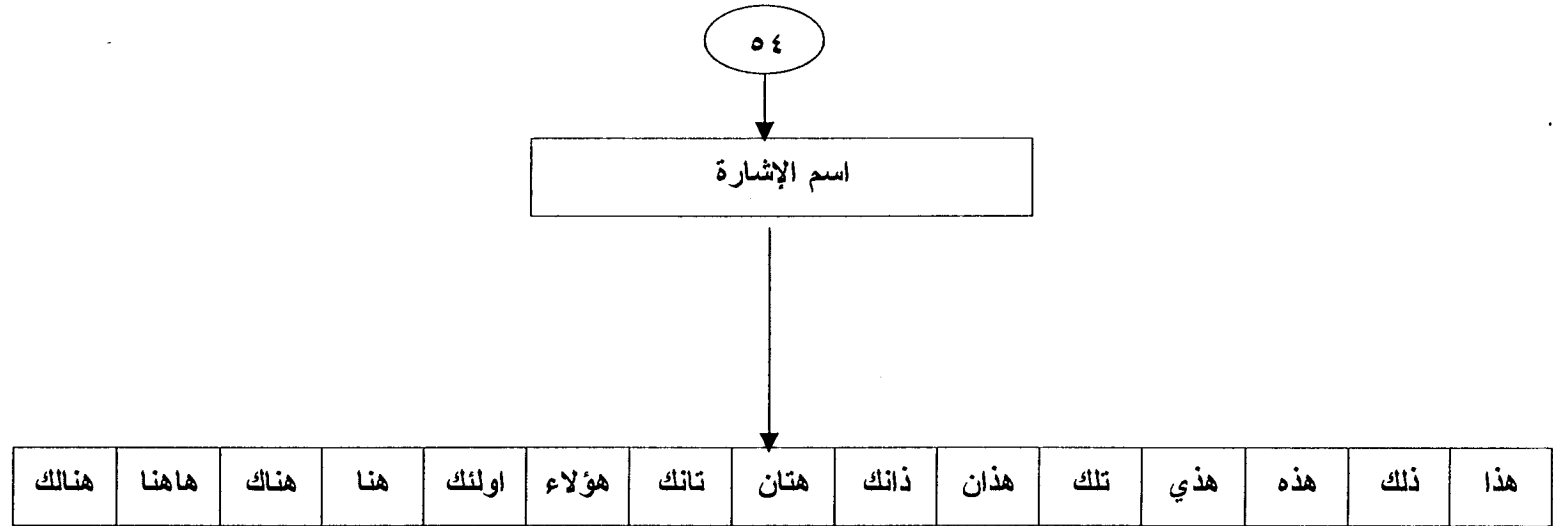 ٥٤
اسم الإشارة
هذا ذلك هذه هذي تلك هذان ذانك هتان تانك هؤلاء اولئك هنا هناك هاهنا هنالك